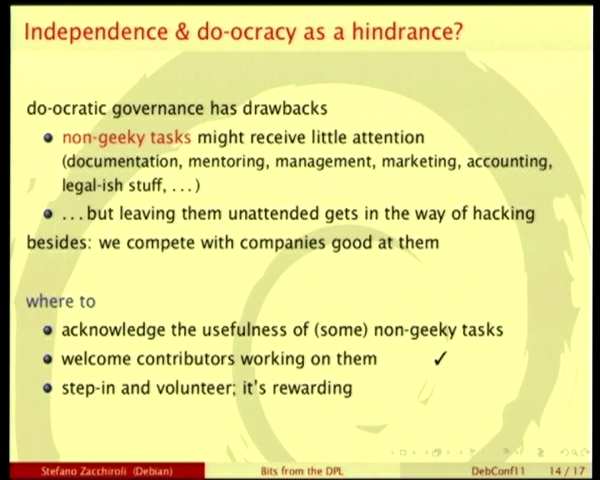 Independence & do-ocracy as a hindrance?
do-ocratic governance has drawbacks
non-geeky tasks might receive little attention
(documentation, mentoring, management, marketing, accounting,
legal-ish stuff, ...)
...but leaving them unattended gets in the way of hacking
besides: we compete with companies good at them
where to
acknowledge the usefulness of (some) non-geeky tasks
welcome contributors working on them ✓
step-in and volunteer; it's rewarding
Stefano Zacchiroli (Debian) Bits from the DPL DebConf11 14 / 17